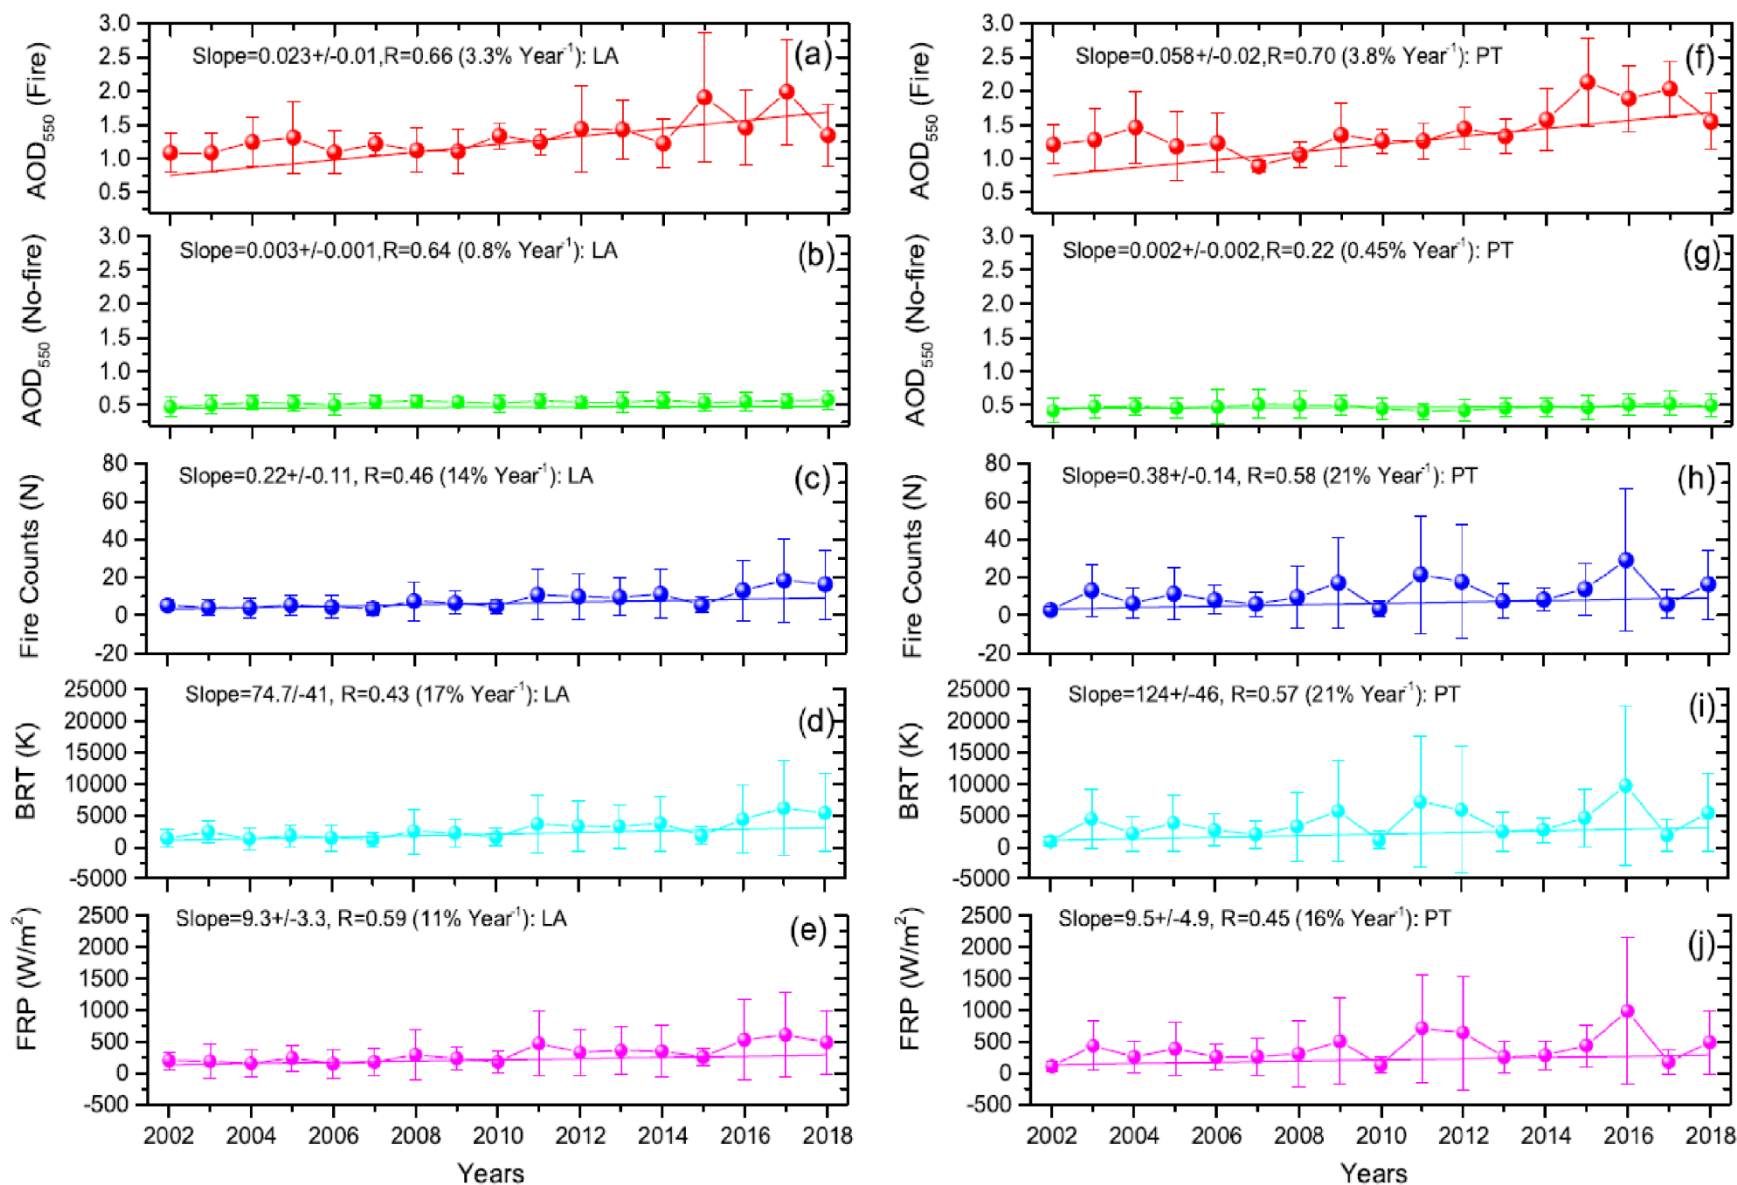 AOD550 (Fire)
3.0
2.5
2.0
1.5
1.0
0.5
Slope=0.023+/-0.01,R=0.66 (3.3% Year-1): LA
(a)
AOD550 (No-fire)
3.0
2.5
2.0
1.5
1.0
0.5
Slope=0.003+/-0.001,R=0.64 (0.8% Year-1): LA
(b)
Fire Counts (N)
80
60
40
20
0
-20
Slope=0.22+/-0.11, R=0.46 (14% Year-1): LA
(c)
BRT (K)
25000
20000
15000
10000
5000
0
-5000
Slope=74.7/-41, R=0.43 (17% Year-1): LA
(d)
FRP (W/m2)
2500
2000
1500
1000
500
0
-500
Slope=9.3+/-3.3, R=0.59 (11% Year-1): LA
(e)
2002 2004 2006 2008 2010 2012 2014 2016 2018
Years
AOD550 (Fire)
3.0
2.5
2.0
1.5
1.0
0.5
Slope=0.058+/-0.02,R=0.70 (3.8% Year-1): PT
(f)
AOD550 (No-fire)
3.0
2.5
2.0
1.5
1.0
0.5
Slope=0.002+/-0.002,R=0.22 (0.45% Year-1): PT
(g)
Fire Counts (N)
80
60
40
20
0
-20
Slope=0.38+/-0.14, R=0.58 (21% Year-1): PT
(h)
BRT (K)
25000
20000
15000
10000
5000
0
-5000
Slope=124+/-46, R=0.57 (21% Year-1): PT
(i)
FRP (W/m2)
2500
2000
1500
1000
500
0
-500
Slope=9.5+/-4.9, R=0.45 (16% Year-1): PT
(j)
2002 2004 2006 2008 2010 2012 2014 2016 2018
Years